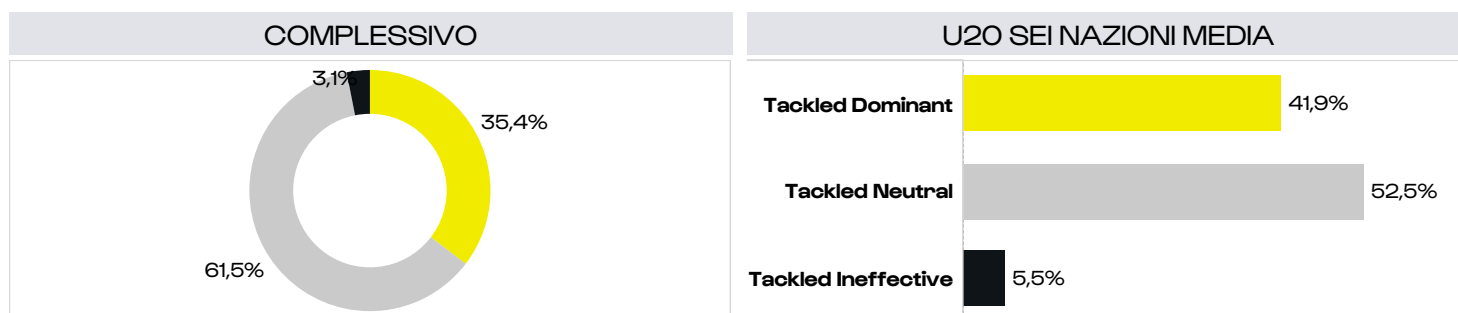 COMPLESSIVO
3,1%
35,4%
61,5%
U20 SEI NAZIONI MEDIA
Tackled Dominant 41,9%
Tackled Neutral 52,5%
Tackled Ineffective 5,5%